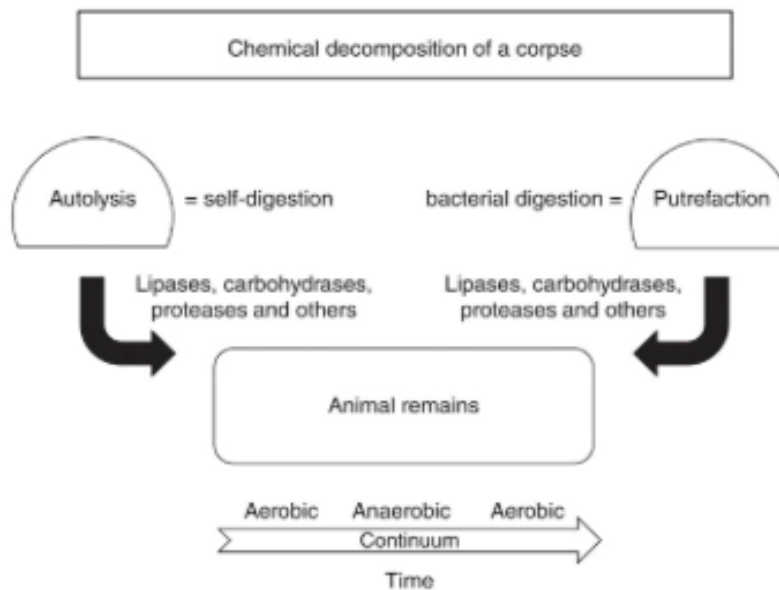 Chemical decomposition of a corpse
Autolysis = self-digestion
bacterial digestion = Putrefaction
Lipases, carbohydrases,
proteases and others
Lipases, carbohydrases,
proteases and others
Animal remains
Aerobic Anaerobic Aerobic
Continuum
Time